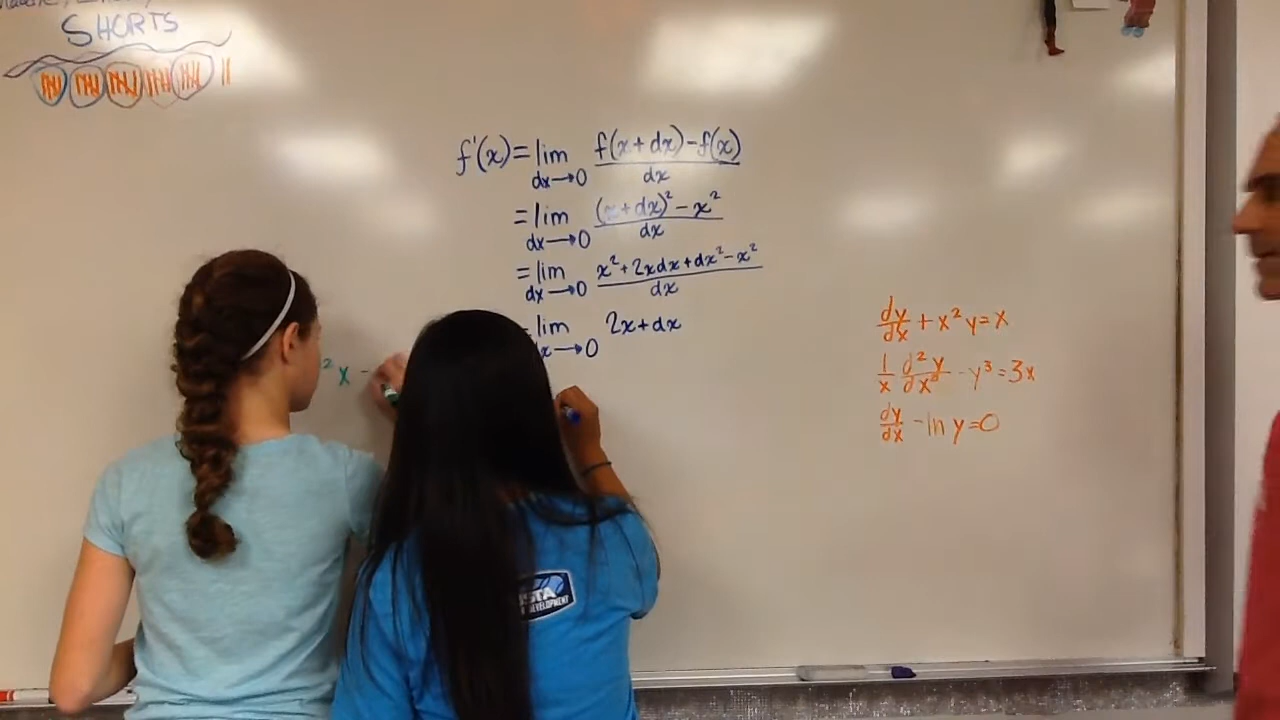 SHORTS
f'(x) = lim dx→0 f(x+dx)-f(x) / dx
= lim dx→0 (x+dx)² - x² / dx
= lim dx→0 x² + 2xdx + dx² - x² / dx
= lim dx→0 2x+dx
² x -
dy/dx + x²y = x
1/x d²y/dx² - y³ = 3x
dy/dx - ln y = 0
DEVELOPMENT